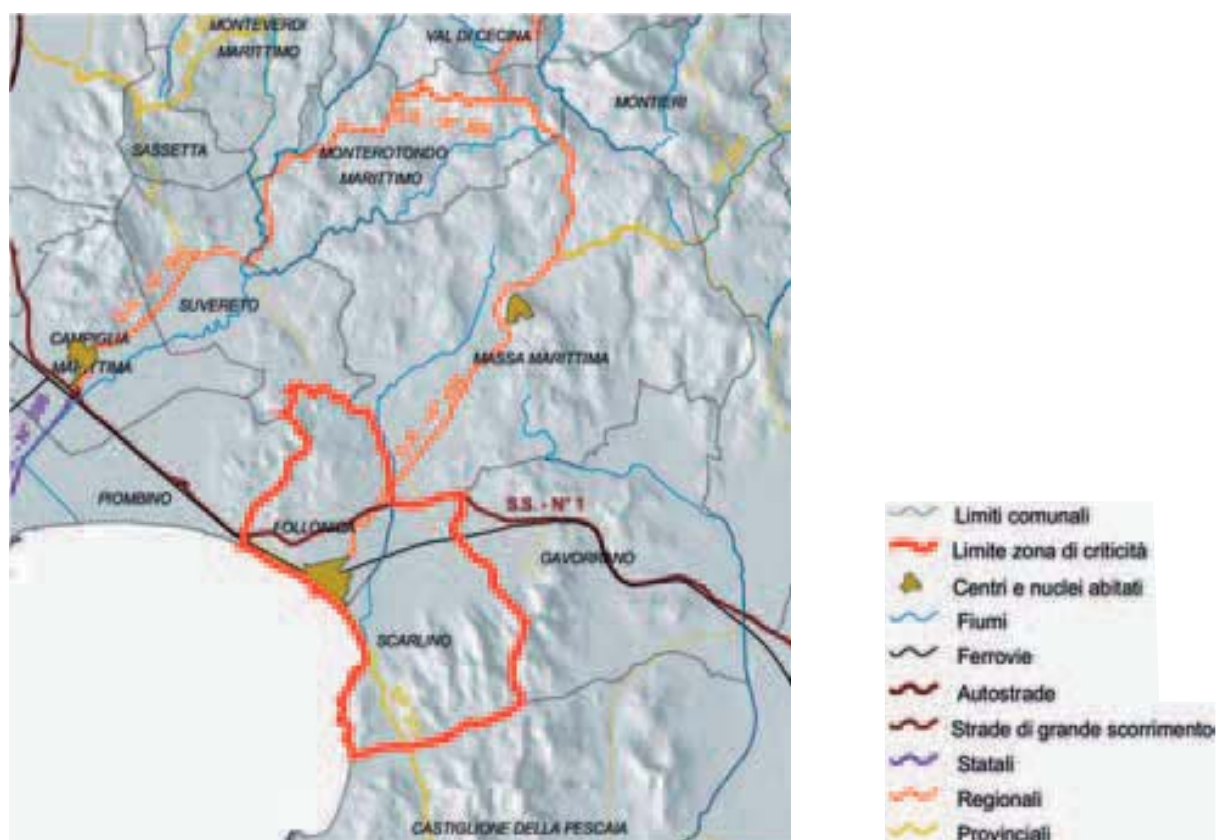 MONTEVERDI
MARITTIMO
VAL DI CECINA
MONTIERI
SASSETTA
MONTEROTONDO
MARITTIMO
SUVERETO
CAMPIGLIA
MARITTIMA
MASSA MARITTIMA
PIOMBINO
FOLLONICA
S.S. - N° 1
GAVORRANO
SCARLINO
CASTIGLIONE DELLA PESCAIA
Limiti comunali
Limite zona di criticità
Centri e nuclei abitati
Fiumi
Ferrovie
Autostrade
Strade di grande scorrimento
Statali
Regionali
Provinciali